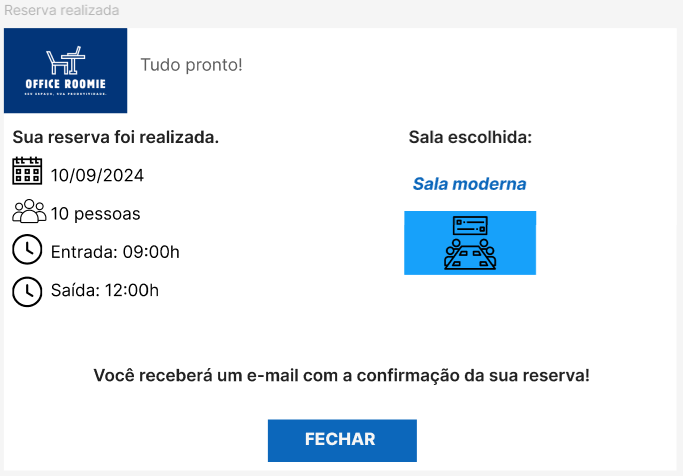 Reserva realizada
OFFICE ROOMIE
SEU ESPAÇO, SUA PRODUTIVIDADE.
Tudo pronto!
Sua reserva foi realizada.
10/09/2024
10 pessoas
Entrada: 09:00h
Saída: 12:00h
Sala escolhida:
Sala moderna
Você receberá um e-mail com a confirmação da sua reserva!
FECHAR